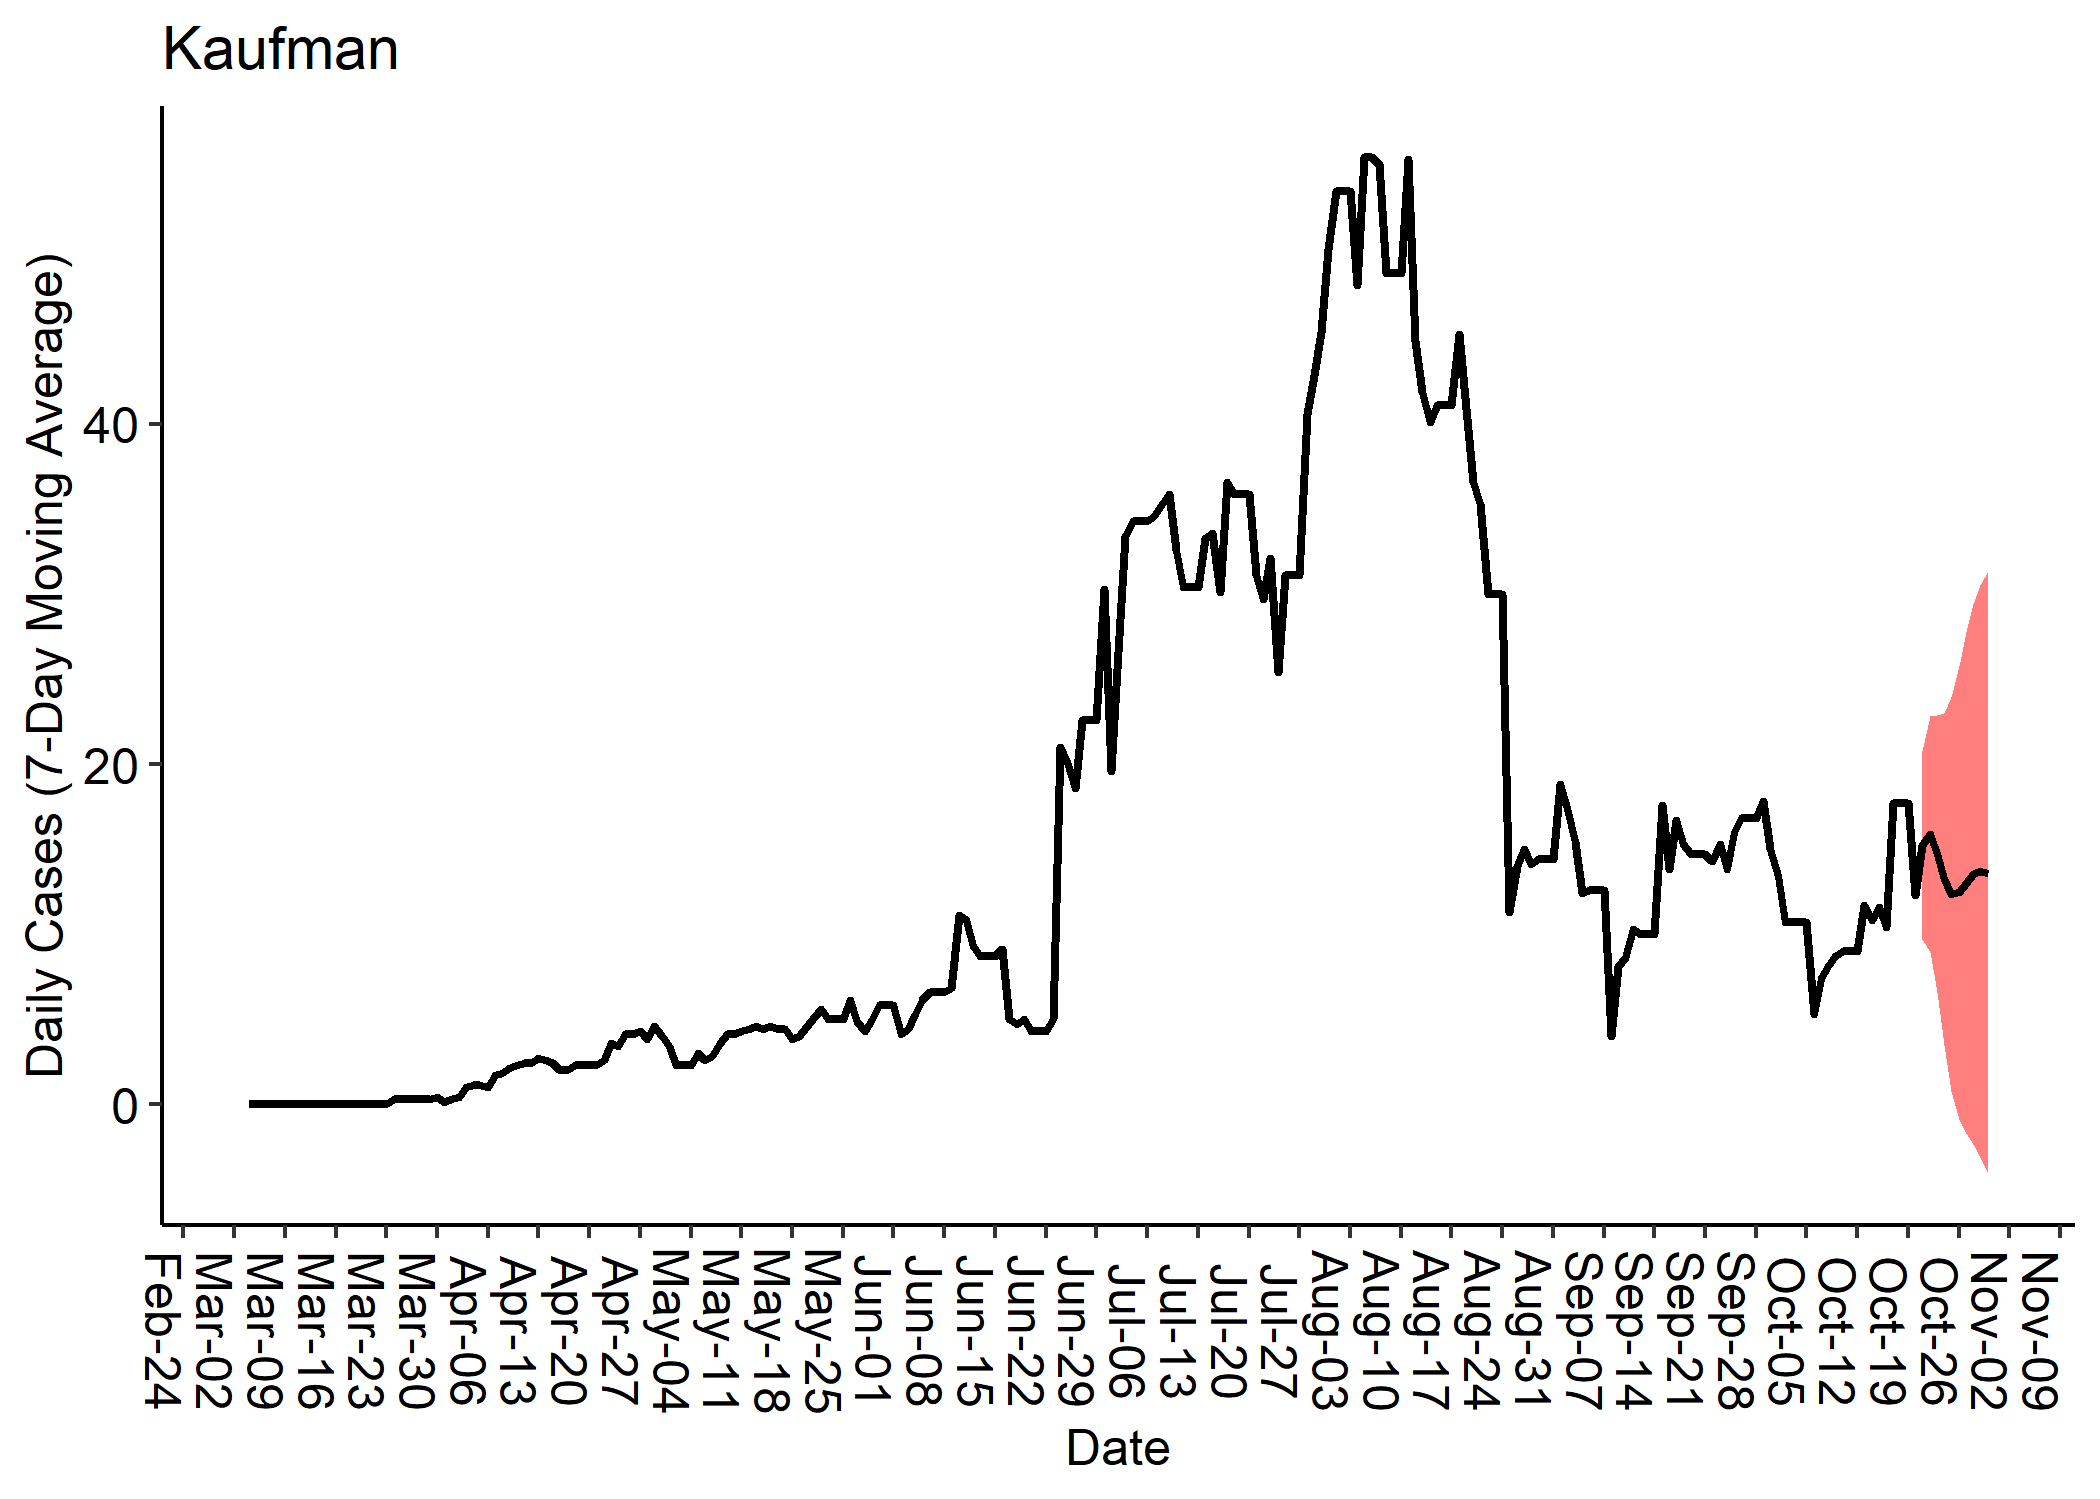 Kaufman
Daily Cases (7-Day Moving Average)
40
20
0
Feb-24
Mar-02
Mar-09
Mar-16
Mar-23
Mar-30
Apr-06
Apr-13
Apr-20
Apr-27
May-04
May-11
May-18
May-25
Jun-01
Jun-08
Jun-15
Jun-22
Jun-29
Jul-06
Jul-13
Jul-20
Jul-27
Aug-03
Aug-10
Aug-17
Aug-24
Aug-31
Sep-07
Sep-14
Sep-21
Sep-28
Oct-05
Oct-12
Oct-19
Oct-26
Nov-02
Nov-09
Date